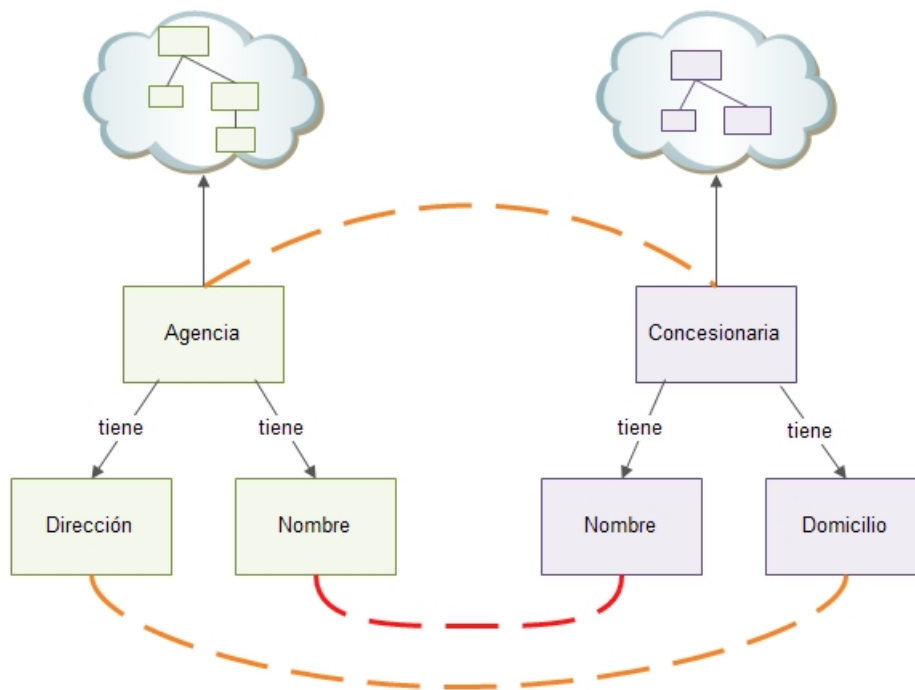 Agencia
Concesionaria
tiene
tiene
tiene
tiene
Dirección
Nombre
Nombre
Domicilio